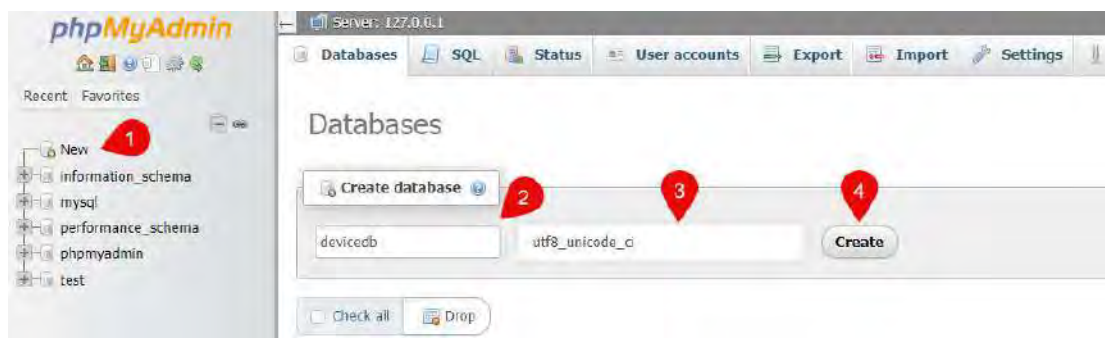 phpMyAdmin
Recent Favorites
New
1
information_schema
mysql
performance_schema
phpmyadmin
test
Server: 127.0.0.1
Databases SQL Status User accounts Export Import Settings
Databases
Create database
2
3
4
devicedb utf8_unicode_ci Create
Check all Drop